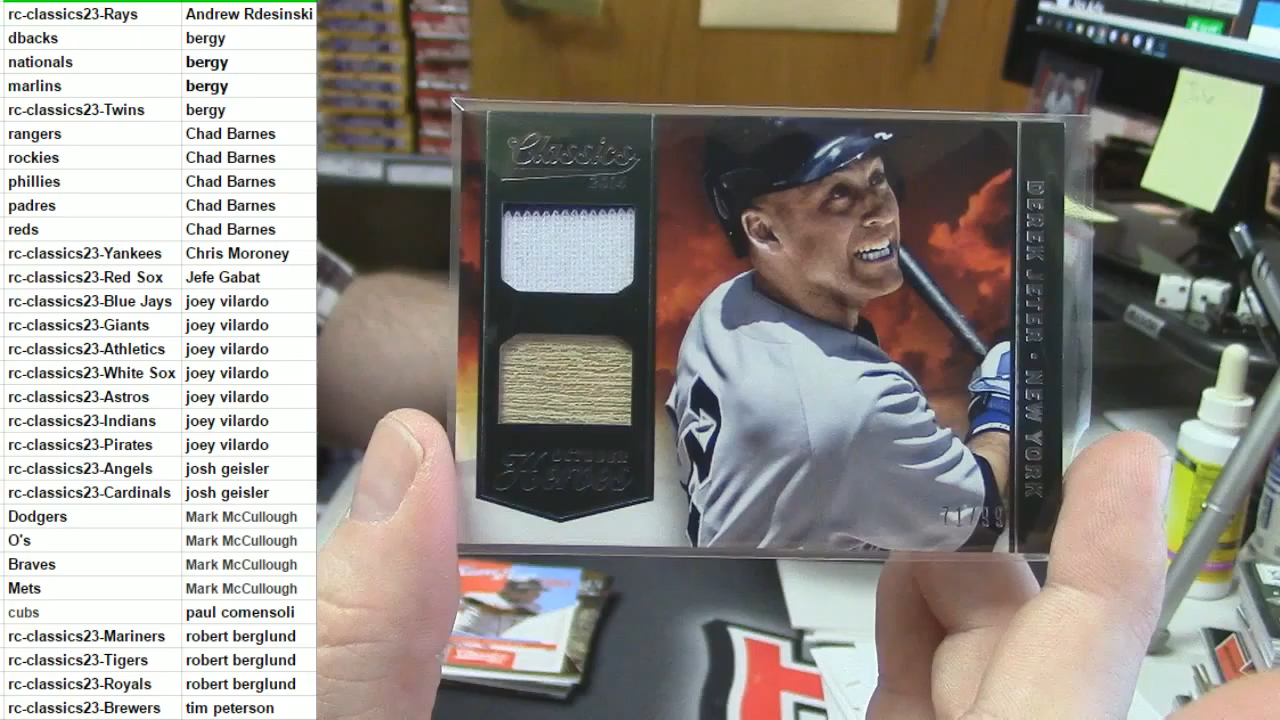 rc-classics23-Rays Andrew Rdesinski
dbacks bergy
nationals bergy
marlins bergy
rc-classics23-Twins bergy
rangers Chad Barnes
rockies Chad Barnes
phillies Chad Barnes
padres Chad Barnes
reds Chad Barnes
rc-classics23-Yankees Chris Moroney
rc-classics23-Red Sox Jefe Gabat
rc-classics23-Blue Jays joey vilardo
rc-classics23-Giants joey vilardo
rc-classics23-Athletics joey vilardo
rc-classics23-White Sox joey vilardo
rc-classics23-Astros joey vilardo
rc-classics23-Indians joey vilardo
rc-classics23-Pirates joey vilardo
rc-classics23-Angels josh geisler
rc-classics23-Cardinals josh geisler
Dodgers Mark McCullough
O's Mark McCullough
Braves Mark McCullough
Mets Mark McCullough
cubs paul comensoli
rc-classics23-Mariners robert berglund
rc-classics23-Tigers robert berglund
rc-classics23-Royals robert berglund
rc-classics23-Brewers tim peterson
Classics
2014
Heroes
DEREK JETER • NEW YORK
71/99